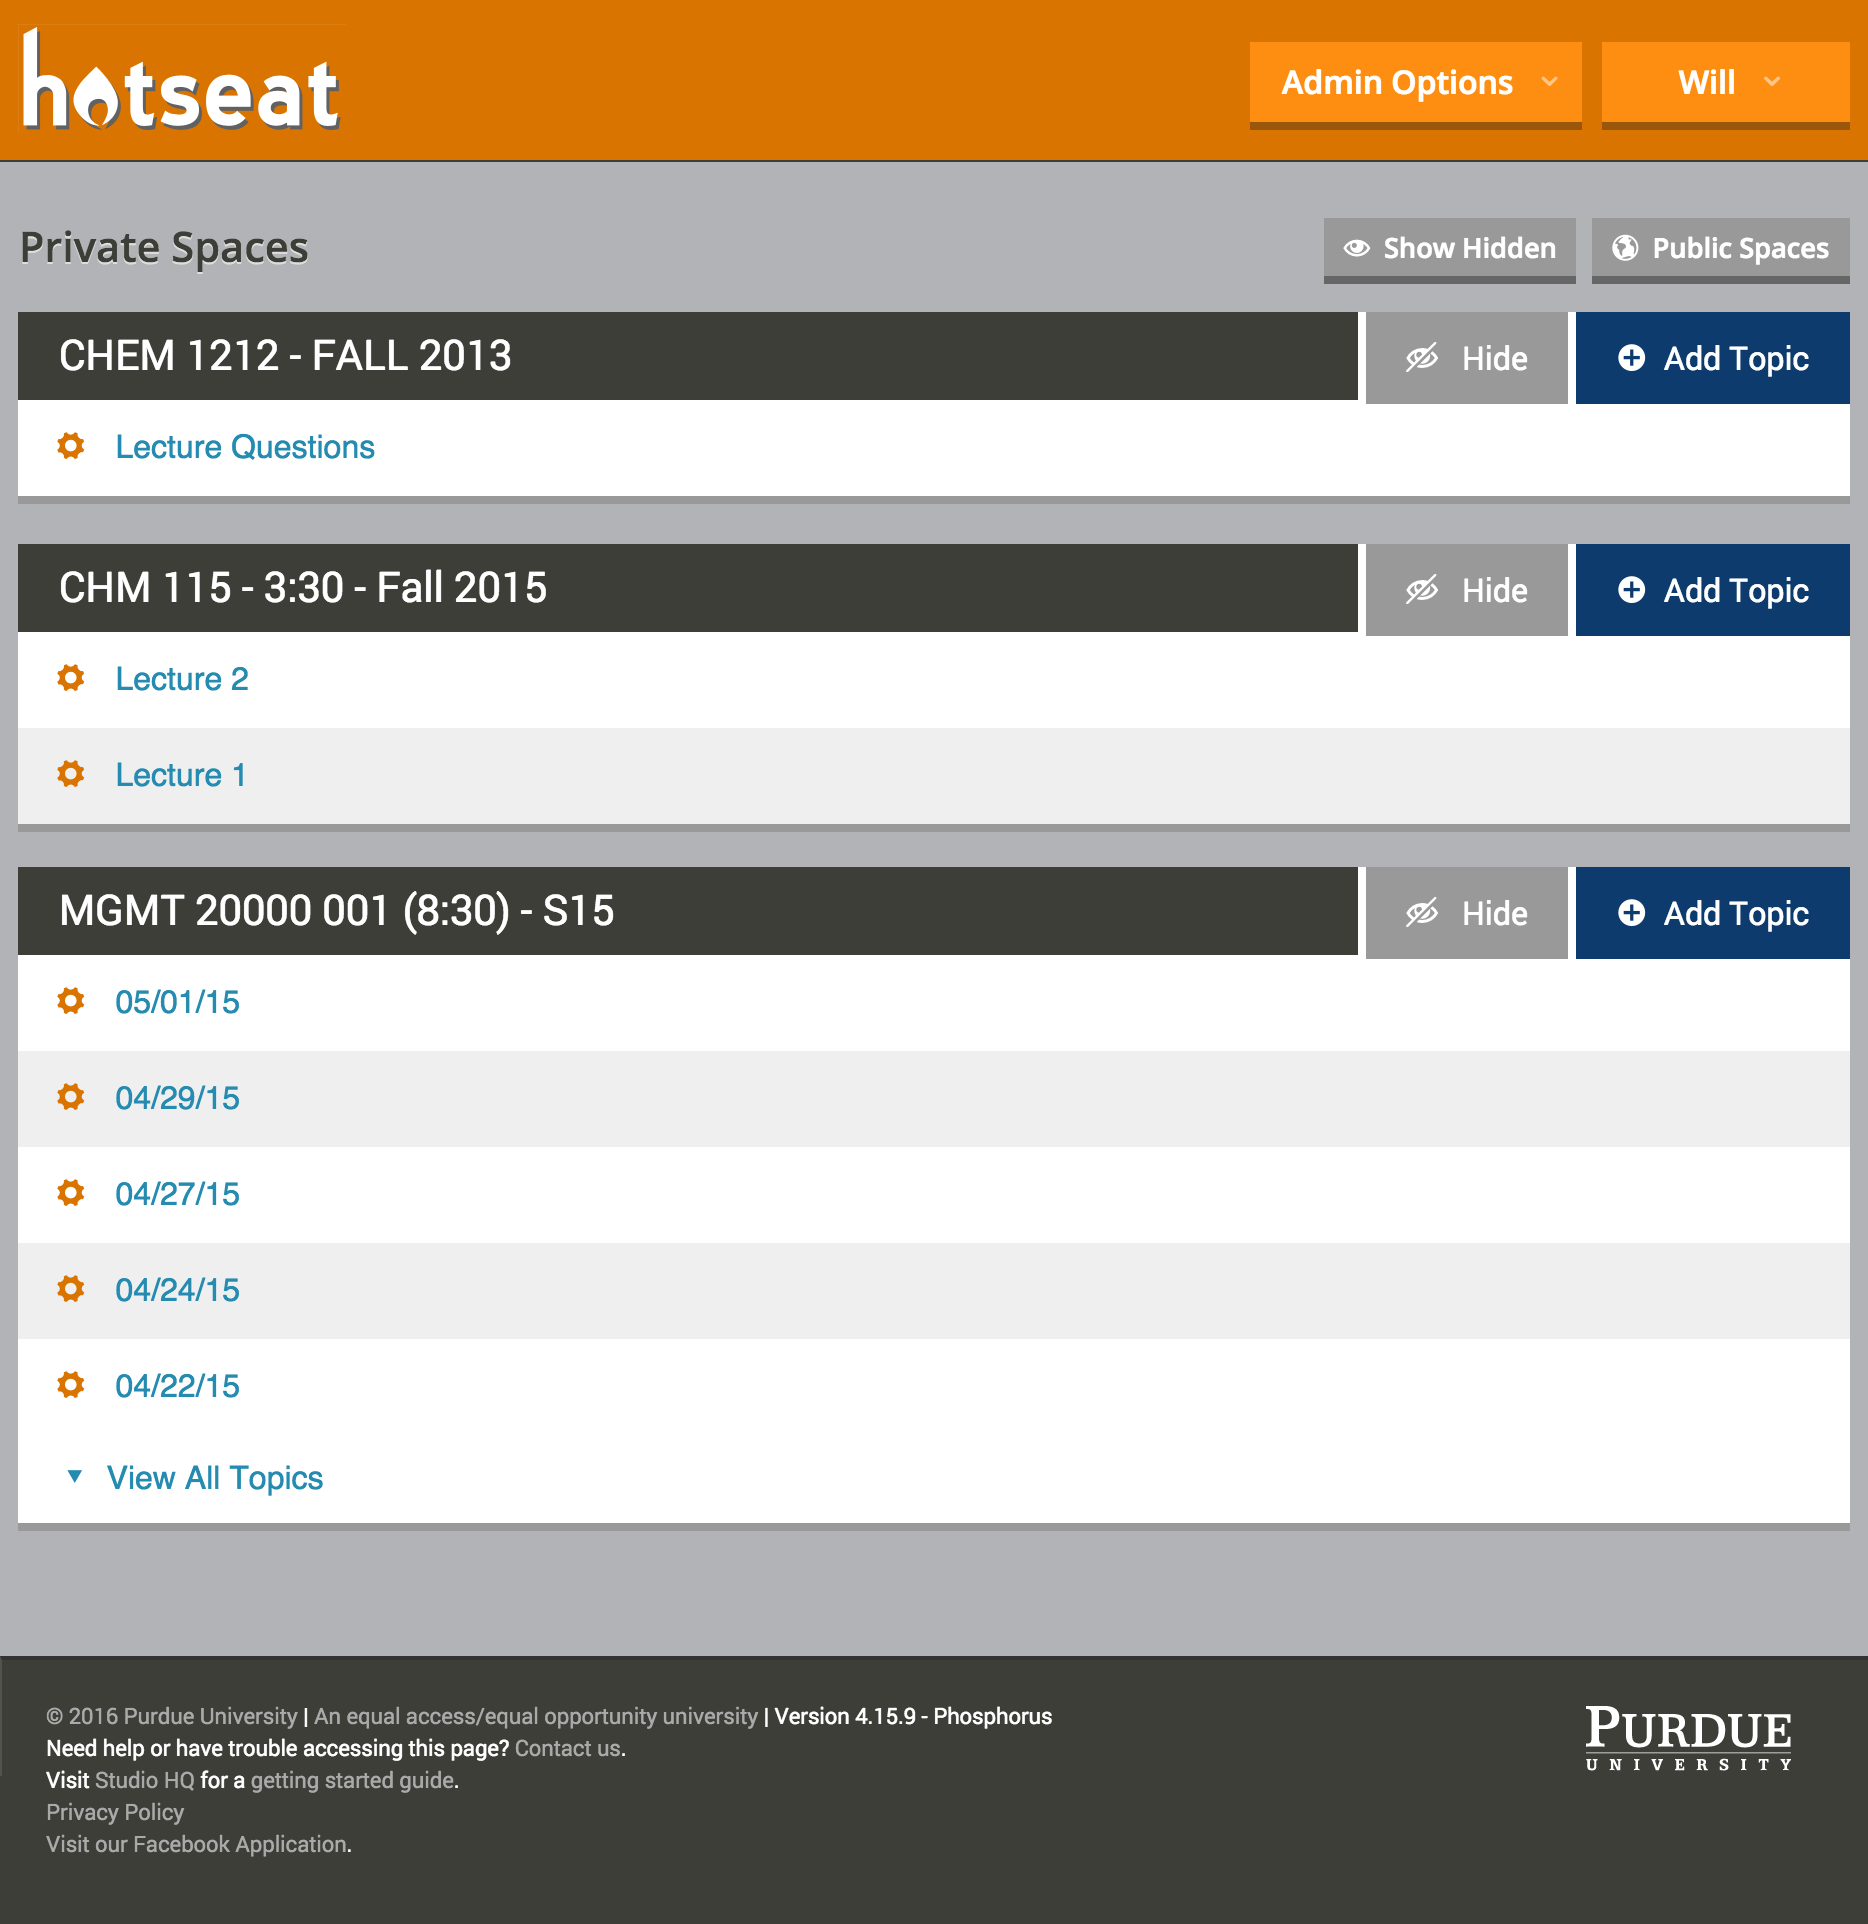 hotseat
Admin Options
Will
Private Spaces
Show Hidden
Public Spaces
CHEM 1212 - FALL 2013
Hide
Add Topic
Lecture Questions
CHM 115 - 3:30 - Fall 2015
Hide
Add Topic
Lecture 2
Lecture 1
MGMT 20000 001 (8:30) - S15
Hide
Add Topic
05/01/15
04/29/15
04/27/15
04/24/15
04/22/15
View All Topics
© 2016 Purdue University | An equal access/equal opportunity university | Version 4.15.9 - Phosphorus
Need help or have trouble accessing this page? Contact us.
Visit Studio HQ for a getting started guide.
Privacy Policy
Visit our Facebook Application.
PURDUE
UNIVERSITY